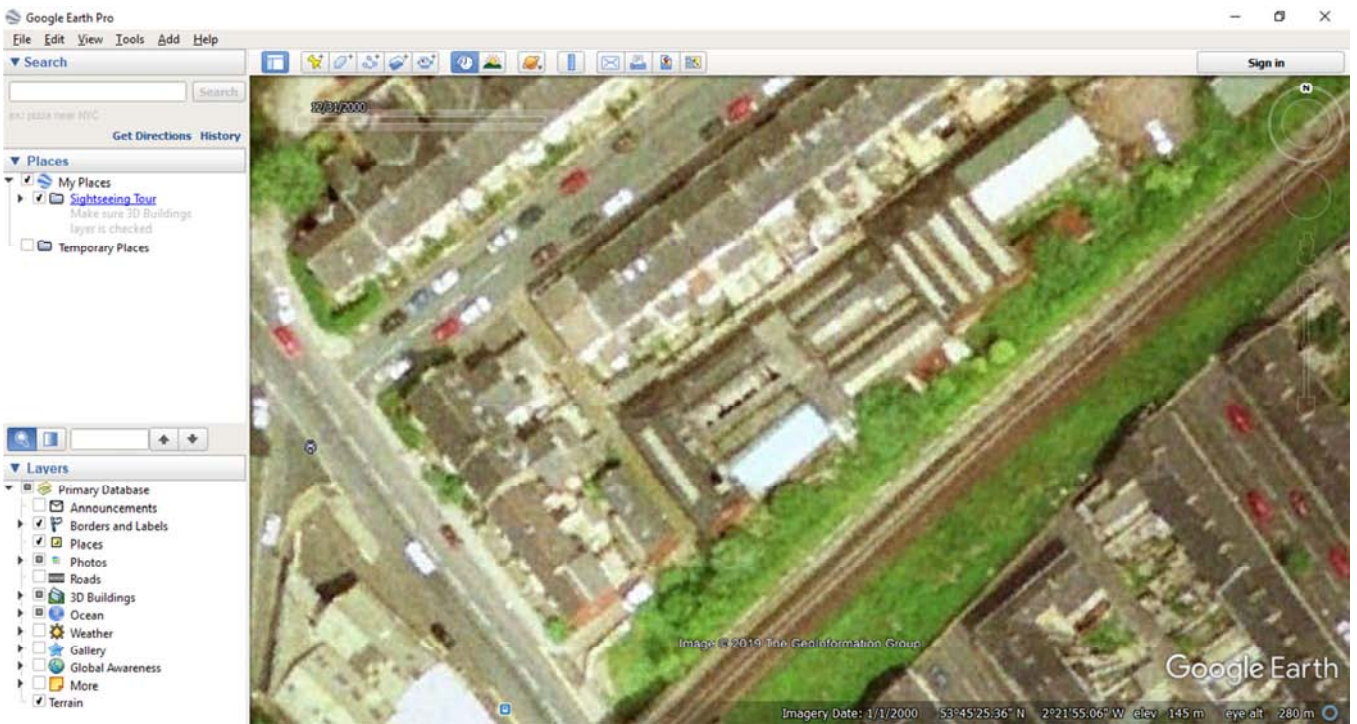 Google Earth Pro
File Edit View Tools Add Help
Search
Search
ex: pizza near NYC
Get Directions History
Places
My Places
Sightseeing Tour
Make sure 3D Buildings
layer is checked
Temporary Places
Layers
Primary Database
Announcements
Borders and Labels
Places
Photos
Roads
3D Buildings
Ocean
Weather
Gallery
Global Awareness
More
Terrain
Sign in
12/31/2000
N
Image © 2019 The GeoInformation Group
Google Earth
Imagery Date: 1/1/2000 53°45'25.36" N 2°21'55.06" W elev 145 m eye alt 280 m